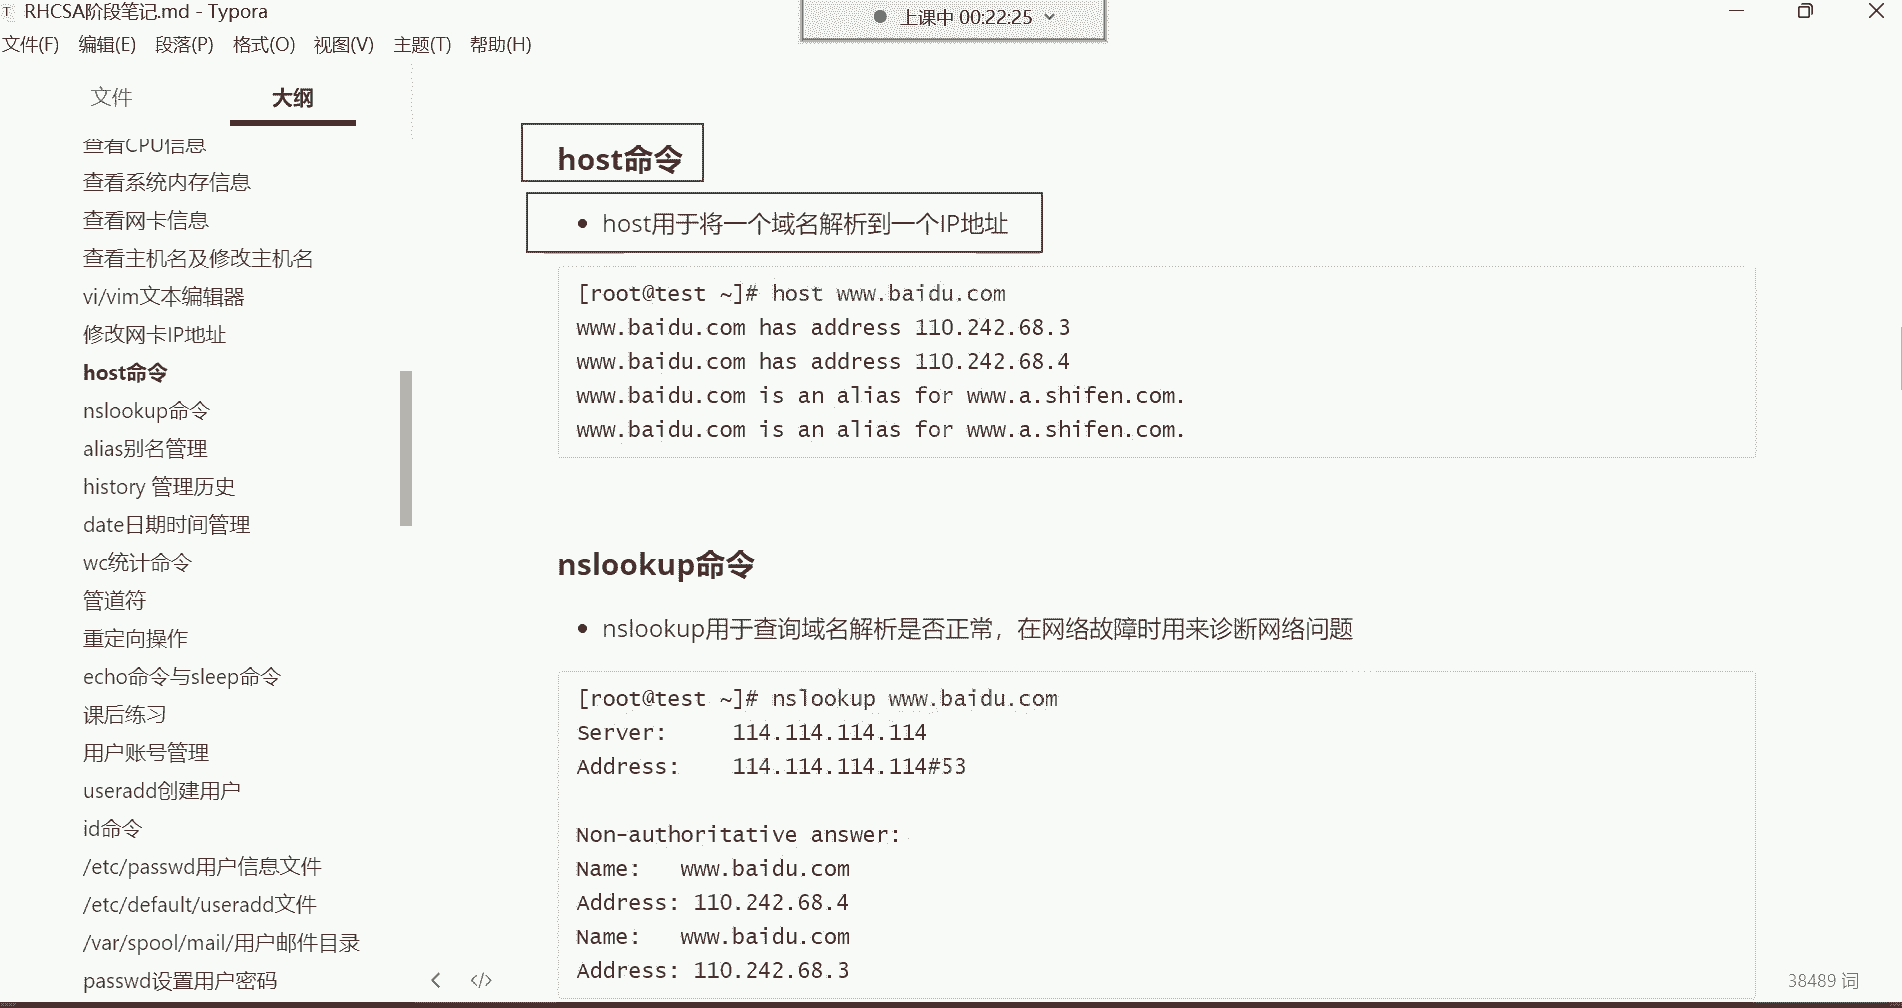 RHCSA阶段笔记.md - Typora
上课中 00:22:25
文件(F) 编辑(E) 段落(P) 格式(O) 视图(V) 主题(T) 帮助(H)
文件 大纲
查看CPU信息
查看系统内存信息
查看网卡信息
查看主机名及修改主机名
vi/vim文本编辑器
修改网卡IP地址
host命令
nslookup命令
alias别名管理
history 管理历史
date日期时间管理
wc统计命令
管道符
重定向操作
echo命令与sleep命令
课后练习
用户账号管理
useradd创建用户
id命令
/etc/passwd用户信息文件
/etc/default/useradd文件
/var/spool/mail/用户邮件目录
passwd设置用户密码
host命令
host用于将一个域名解析到一个IP地址
[root@test ~]# host www.baidu.com
www.baidu.com has address 110.242.68.3
www.baidu.com has address 110.242.68.4
www.baidu.com is an alias for www.a.shifen.com.
www.baidu.com is an alias for www.a.shifen.com.
nslookup命令
nslookup用于查询域名解析是否正常，在网络故障时用来诊断网络问题
[root@test ~]# nslookup www.baidu.com
Server: 114.114.114.114
Address: 114.114.114.114#53
Non-authoritative answer:
Name: www.baidu.com
Address: 110.242.68.4
Name: www.baidu.com
Address: 110.242.68.3
38489 词